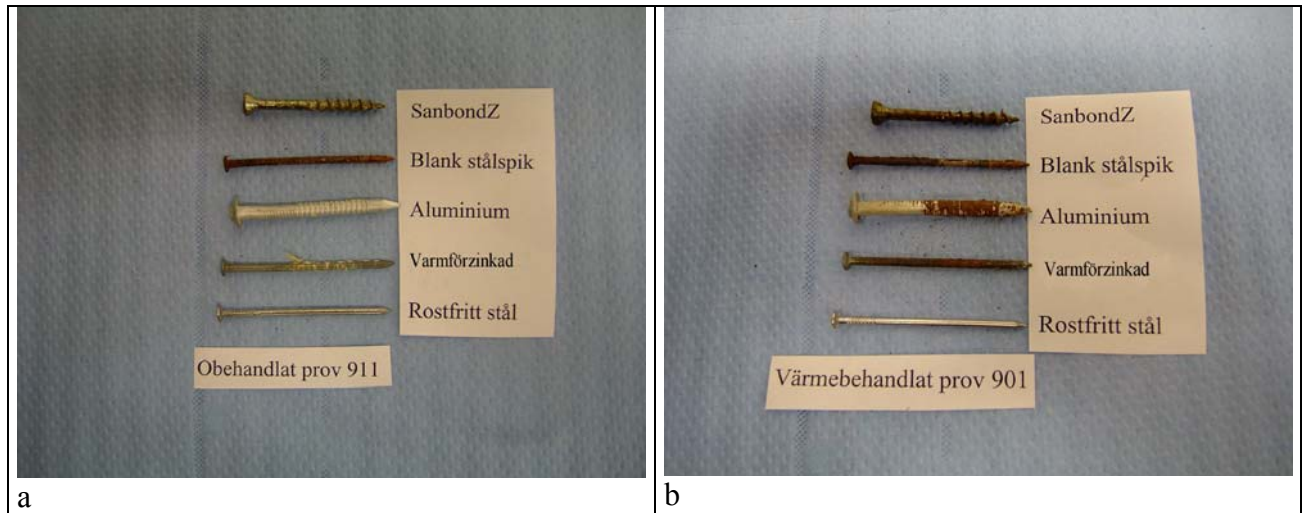 SanbondZ
Blank stålspik
Aluminium
Varmförzinkad
Rostfritt stål
Obehandlat prov 911
a
SanbondZ
Blank stålspik
Aluminium
Varmförzinkad
Rostfritt stål
Värmebehandlat prov 901
b